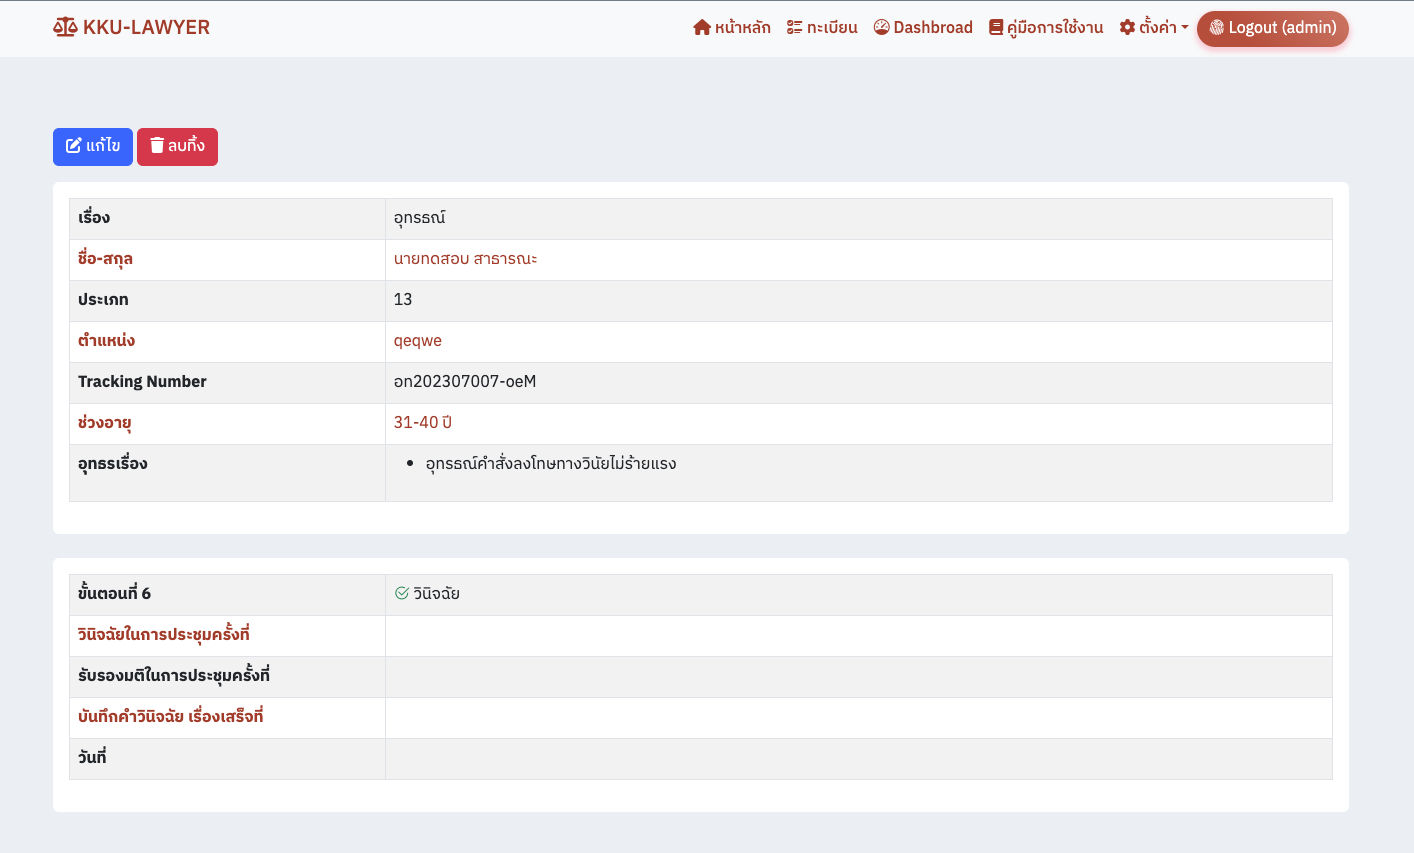 KKU-LAWYER
หน้าหลัก ทะเบียน Dashbroad คู่มือการใช้งาน ตั้งค่า Logout (admin)
แก้ไข ลบทิ้ง
เรื่อง อุทรธณ์
ชื่อ-สกุล นายทดสอบ สาธารณะ
ประเภท 13
ตำแหน่ง qeqwe
Tracking Number อท202307007-oeM
ช่วงอายุ 31-40 ปี
อุทธรเรื่อง • อุทรธณ์คำสั่งลงโทษทางวินัยไม่ร้ายแรง
ขั้นตอนที่ 6 วินิจฉัย
วินิจฉัยในการประชุมครั้งที่
รับรองมติในการประชุมครั้งที่
บันทึกคำวินิจฉัย เรื่องเสร็จที่
วันที่